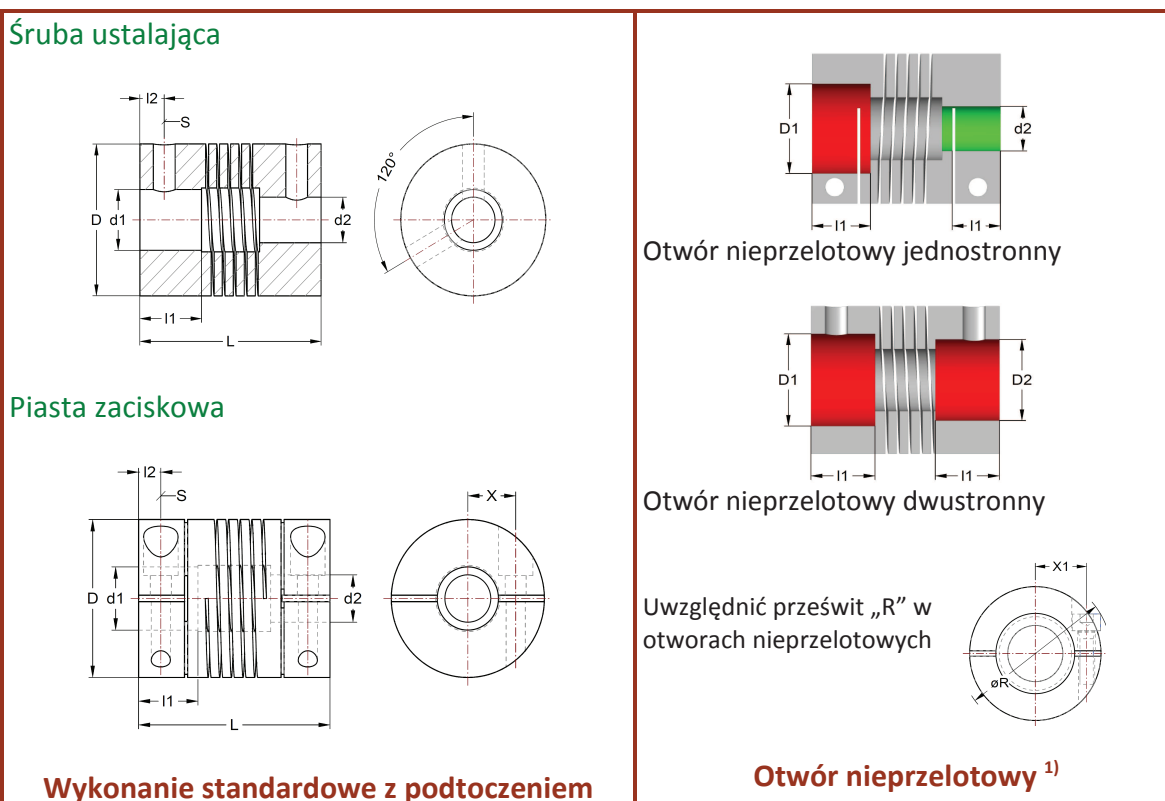 Śruba ustalająca
l2
S
120°
D
d1
d2
l1
L
Piasta zaciskowa
l2
S
X
D
d1
d2
l1
L
Wykonanie standardowe z podtoczeniem
D1
d2
l1
l1
Otwór nieprzelotowy jednostronny
D1
D2
l1
l1
Otwór nieprzelotowy dwustronny
X1
Uwzględnić prześwit „R” w
otworach nieprzelotowych
øR
Otwór nieprzelotowy 1)